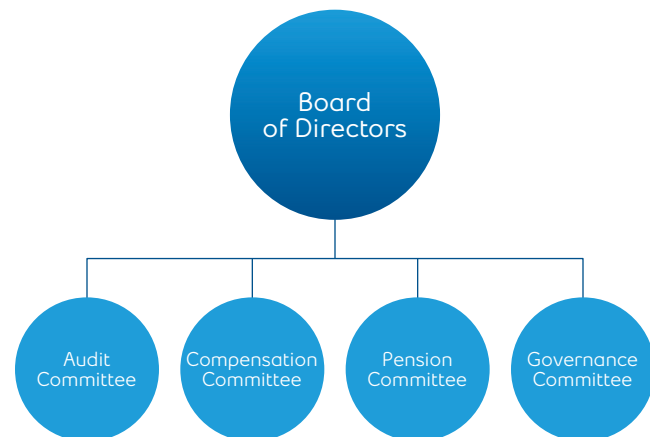 Board
of Directors
Audit
Committee
Compensation
Committee
Pension
Committee
Governance
Committee